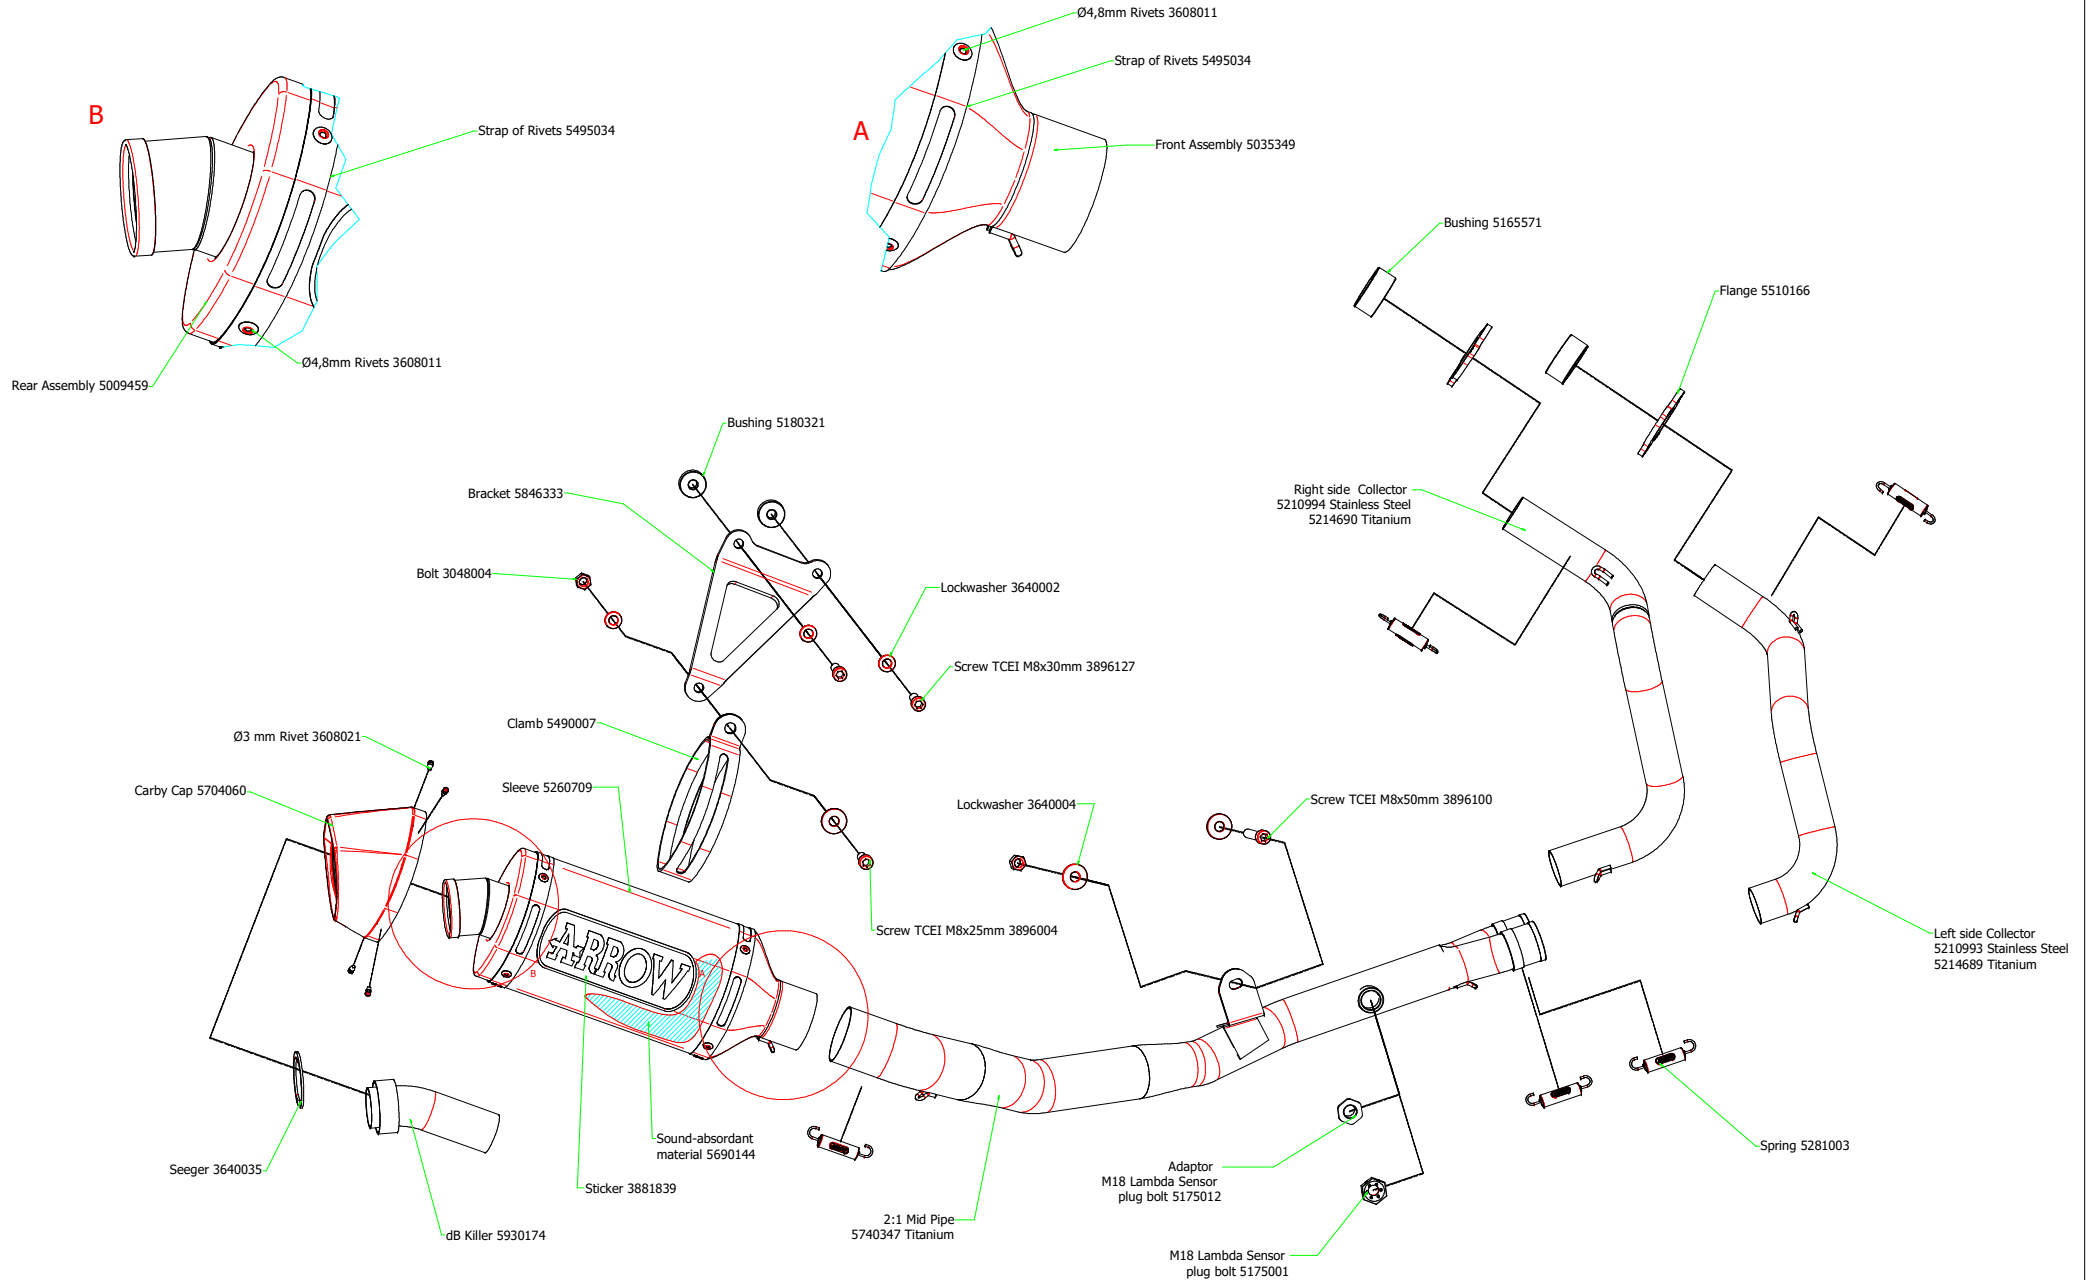 Ø4,8mm Rivets 3608011
Strap of Rivets 5495034
B
Strap of Rivets 5495034
A
Front Assembly 5035349
Bushing 5165571
Flange 5510166
Ø4,8mm Rivets 3608011
Rear Assembly 5009459
Bushing 5180321
Bracket 5846333
Right side Collector
5210994 Stainless Steel
5214690 Titanium
Bolt 3048004
Lockwasher 3640002
Screw TCEI M8x30mm 3896127
Clamb 5490007
Ø3 mm Rivet 3608021
Carby Cap 5704060
Sleeve 5260709
Lockwasher 3640004
Screw TCEI M8x50mm 3896100
Screw TCEI M8x25mm 3896004
Left side Collector
5210993 Stainless Steel
5214689 Titanium
ARROW
B
A
Sound-absordant
material 5690144
Spring 5281003
Seeger 3640035
Adaptor
M18 Lambda Sensor
plug bolt 5175012
Sticker 3881839
2:1 Mid Pipe
5740347 Titanium
dB Killer 5930174
M18 Lambda Sensor
plug bolt 5175001